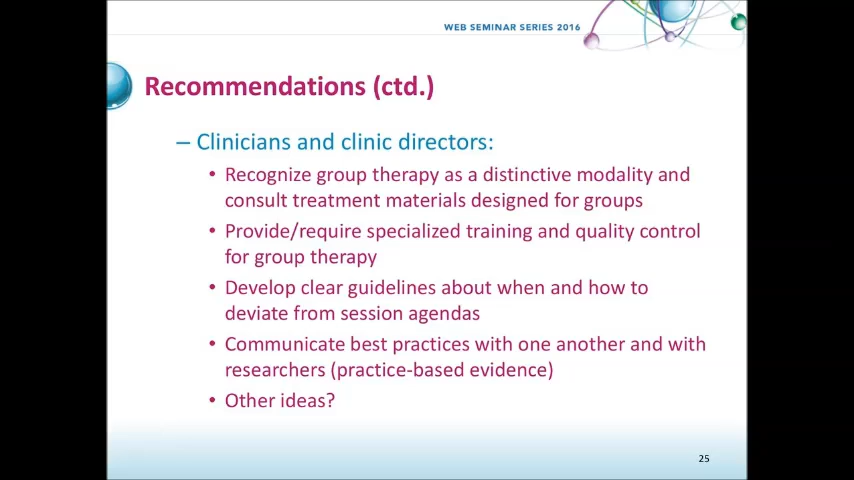 WEB SEMINAR SERIES 2016
Recommendations (ctd.)
– Clinicians and clinic directors:
• Recognize group therapy as a distinctive modality and
consult treatment materials designed for groups
• Provide/require specialized training and quality control
for group therapy
• Develop clear guidelines about when and how to
deviate from session agendas
• Communicate best practices with one another and with
researchers (practice-based evidence)
• Other ideas?
25